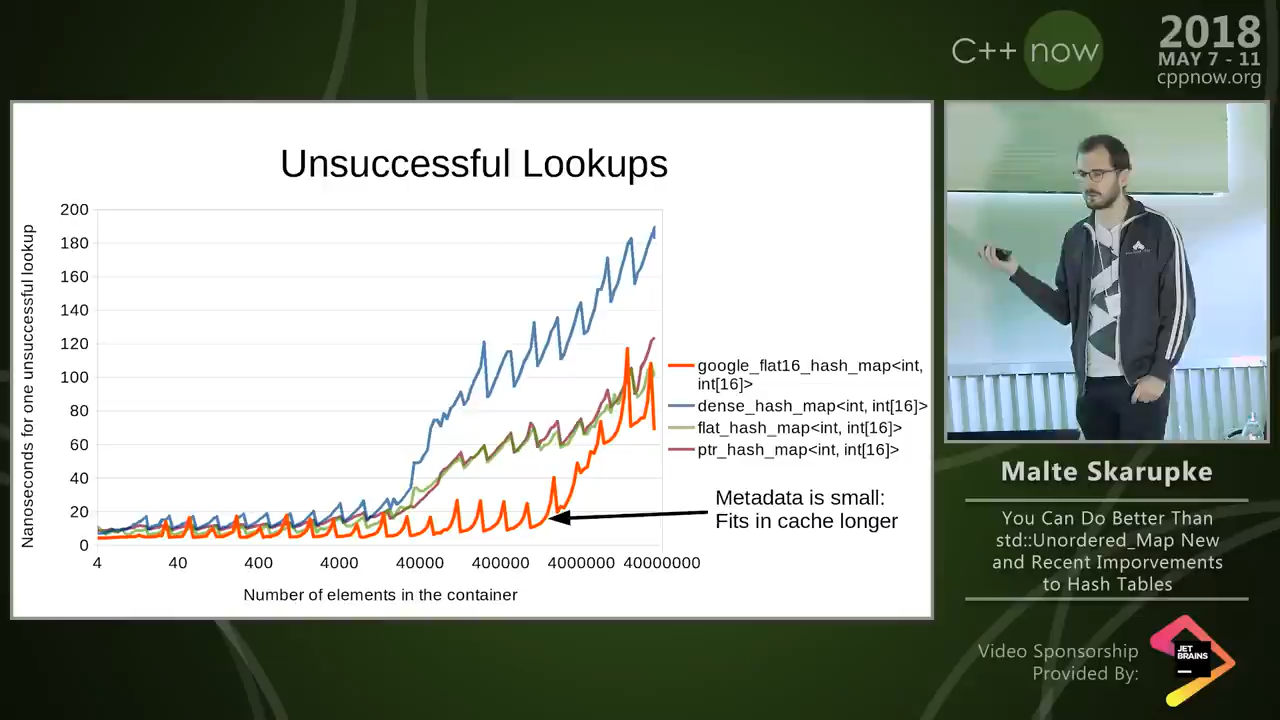 C++ now
2018
MAY 7 - 11
cppnow.org
Unsuccessful Lookups
Nanoseconds for one unsuccessful lookup
200
180
160
140
120
100
80
60
40
20
0
4 40 400 4000 40000 400000 4000000 40000000
Number of elements in the container
google_flat16_hash_map<int,
int[16]>
dense_hash_map<int, int[16]>
flat_hash_map<int, int[16]>
ptr_hash_map<int, int[16]>
Metadata is small:
Fits in cache longer
Malte Skarupke
You Can Do Better Than
std::Unordered_Map New
and Recent Imporvements
to Hash Tables
Video Sponsorship
Provided By:
JET
BRAINS